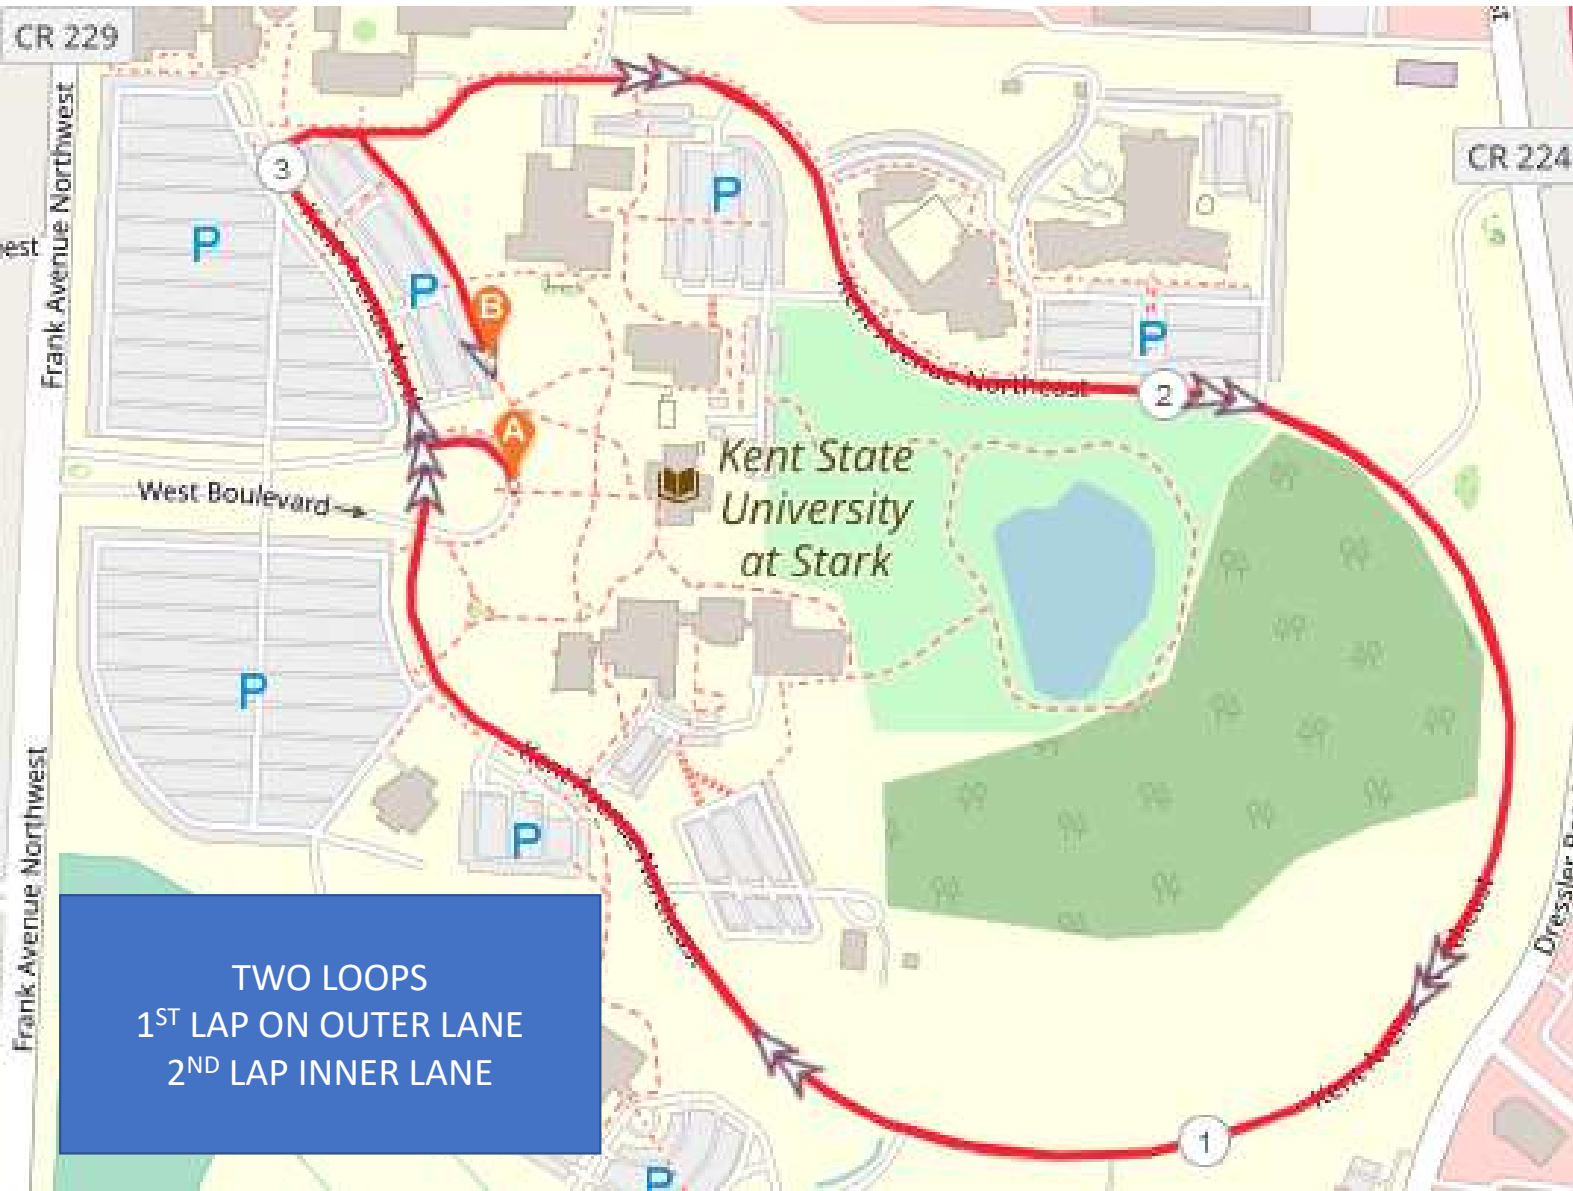 CR 229
CR 224
Frank Avenue Northwest
3
P
P
P
P
B
A
2
West Boulevard
Kent State
University
at Stark
P
P
Frank Avenue Northwest
TWO LOOPS
1ST LAP ON OUTER LANE
2ND LAP INNER LANE
1
P